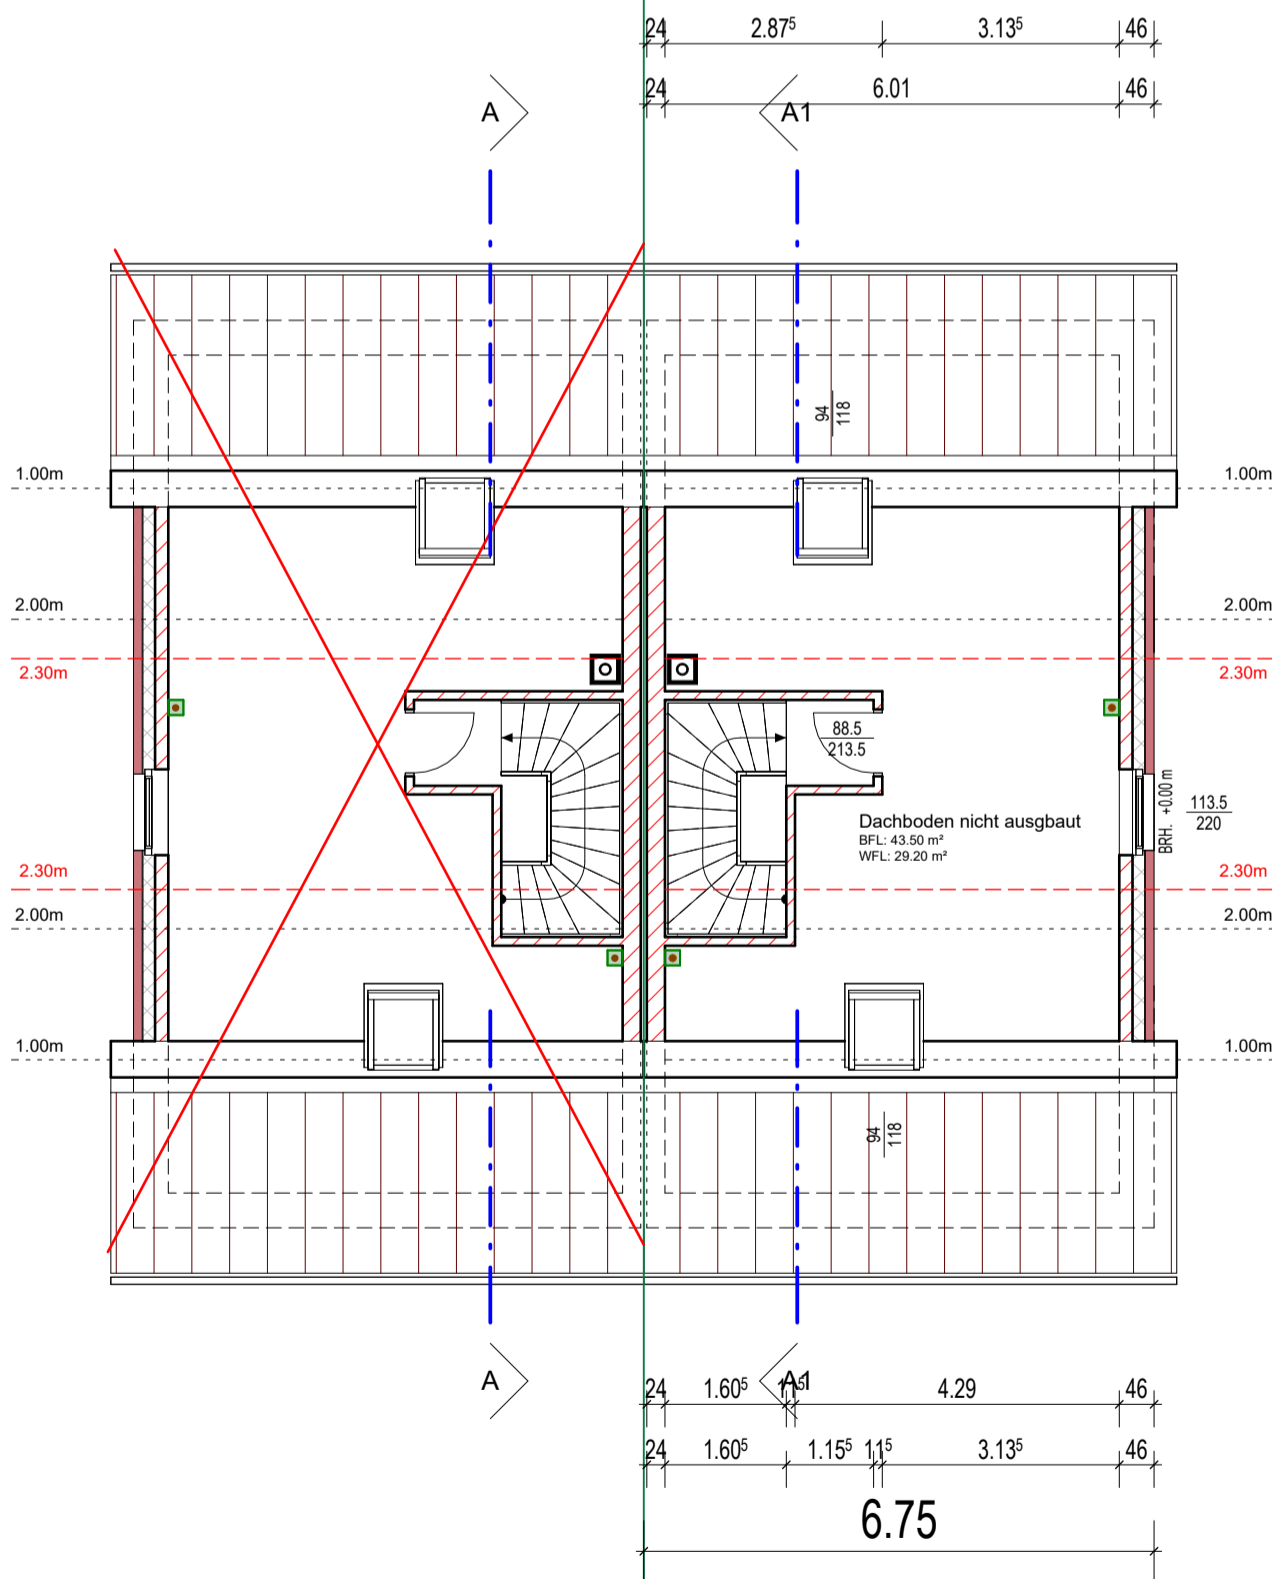 24 2.87⁵ 3.13⁵ 46
24 6.01 46
A A1
94
118
1.00m 1.00m
2.00m 2.00m
2.30m 2.30m
88.5
213.5
Dachboden nicht ausgbaut
BFL: 43.50 m²
WFL: 29.20 m²
BRH. +0.00 m
113.5
220
2.30m 2.30m
2.00m 2.00m
1.00m 1.00m
94
118
A A1
24 1.60⁵ 11⁵ 4.29 46
24 1.60⁵ 1.15⁵ 11⁵ 3.13⁵ 46
6.75